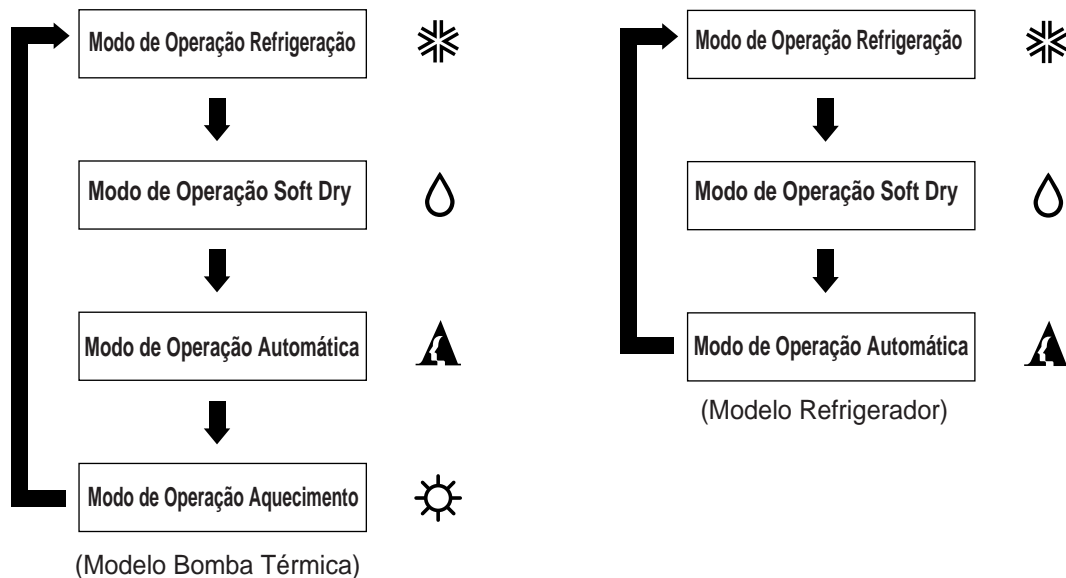 Modo de Operação Refrigeração
Modo de Operação Soft Dry
Modo de Operação Automática
Modo de Operação Aquecimento
(Modelo Bomba Térmica)
Modo de Operação Refrigeração
Modo de Operação Soft Dry
Modo de Operação Automática
(Modelo Refrigerador)